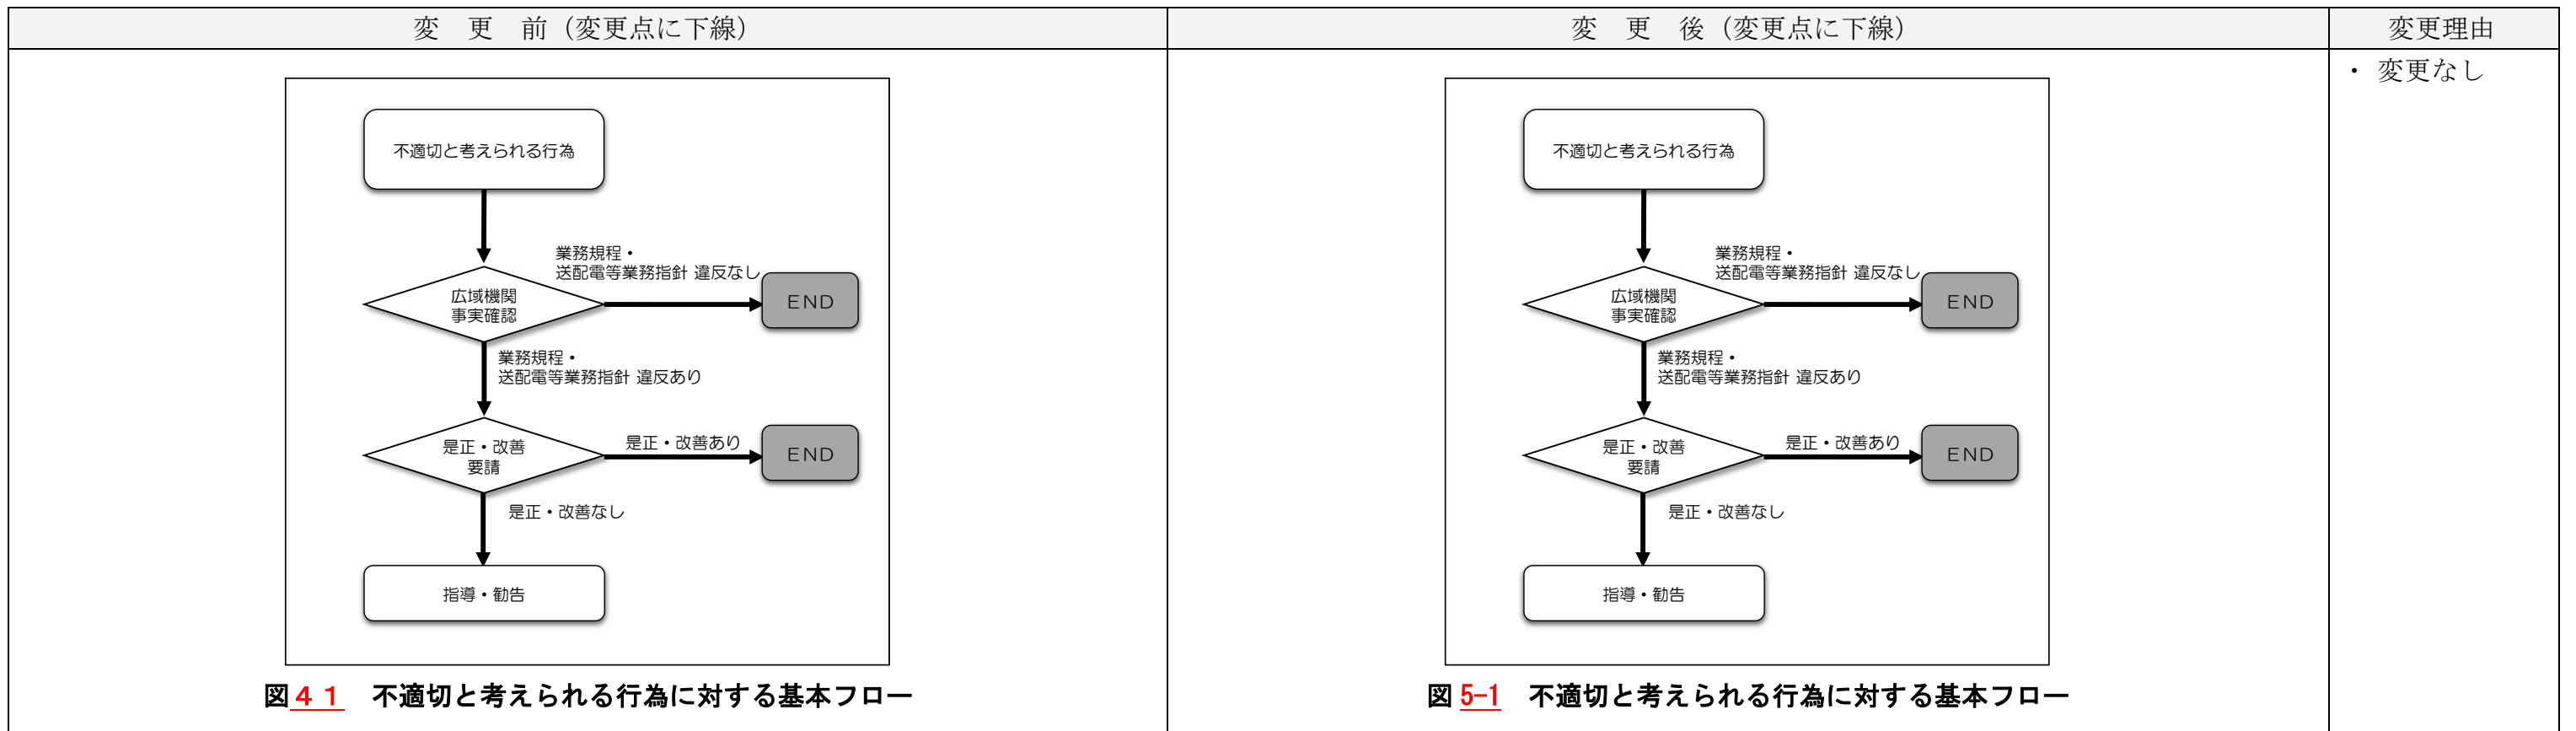 変　更　前（変更点に下線）
変　更　後（変更点に下線）
変更理由
不適切と考えられる行為
業務規程・
送配電等業務指針 違反なし
広域機関
事実確認
END
業務規程・
送配電等業務指針 違反あり
是正・改善
要請
是正・改善あり
END
是正・改善なし
指導・勧告
図４１　不適切と考えられる行為に対する基本フロー
不適切と考えられる行為
業務規程・
送配電等業務指針 違反なし
広域機関
事実確認
END
業務規程・
送配電等業務指針 違反あり
是正・改善
要請
是正・改善あり
END
是正・改善なし
指導・勧告
図 5-1　不適切と考えられる行為に対する基本フロー
・ 変更なし